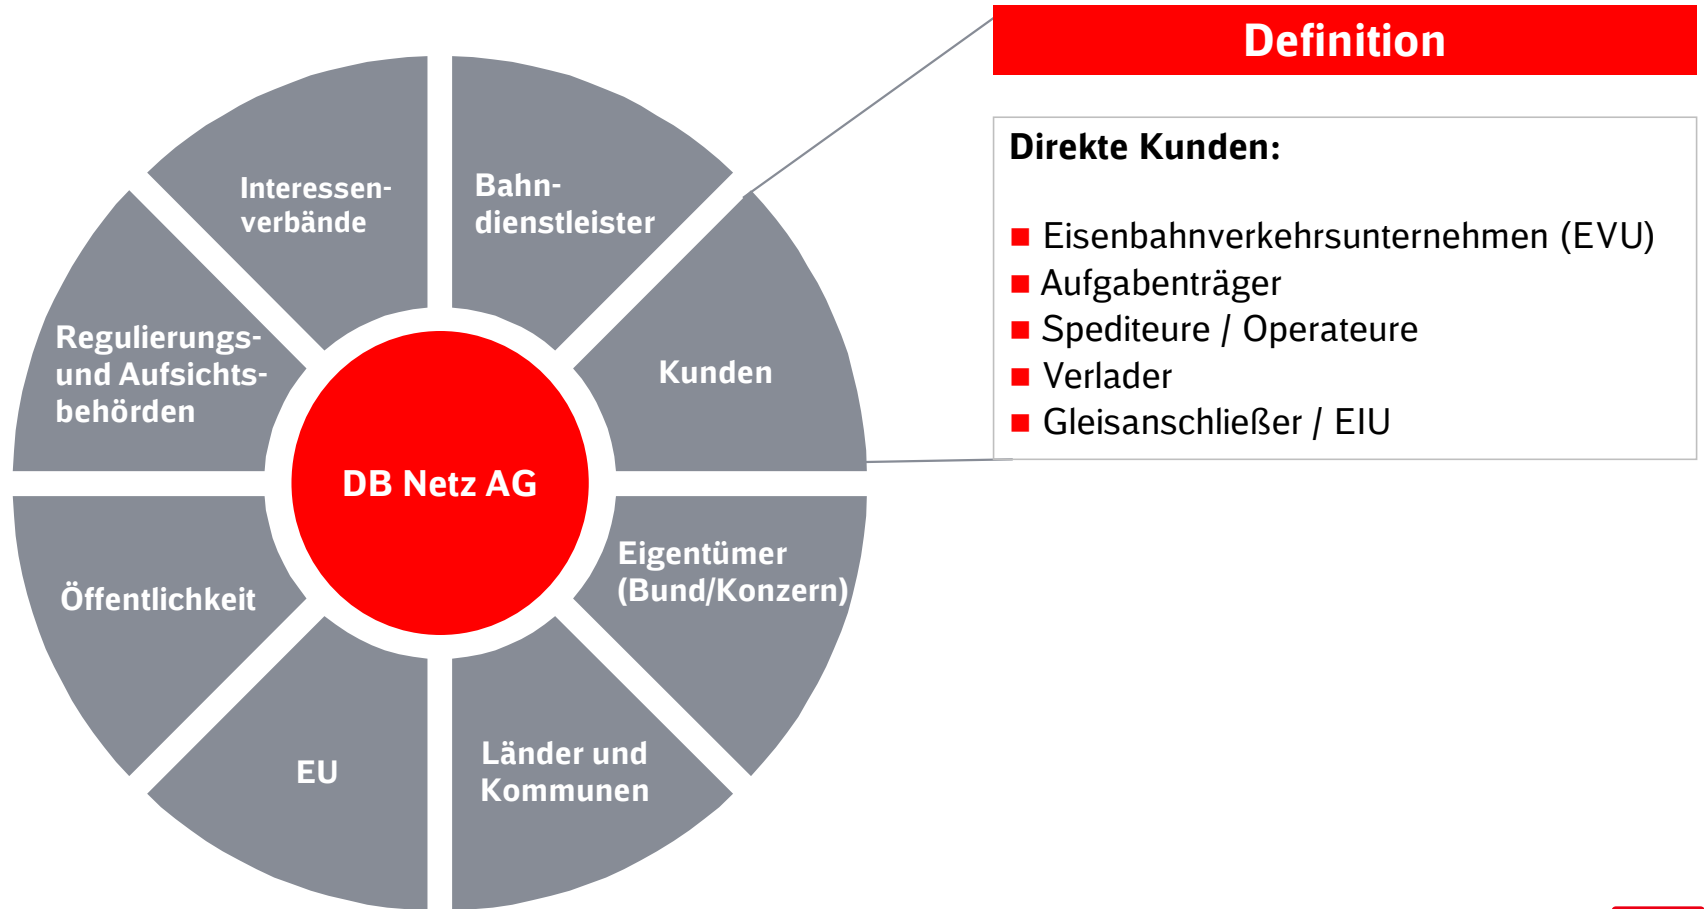 Definition
Direkte Kunden:
Eisenbahnverkehrsunternehmen (EVU)
Aufgabenträger
Spediteure / Operateure
Verlader
Gleisanschließer / EIU
Interessen-
verbände
Bahn-
dienstleister
Regulierungs-
und Aufsichts-
behörden
Kunden
DB Netz AG
Öffentlichkeit
Eigentümer
(Bund/Konzern)
EU
Länder und
Kommunen